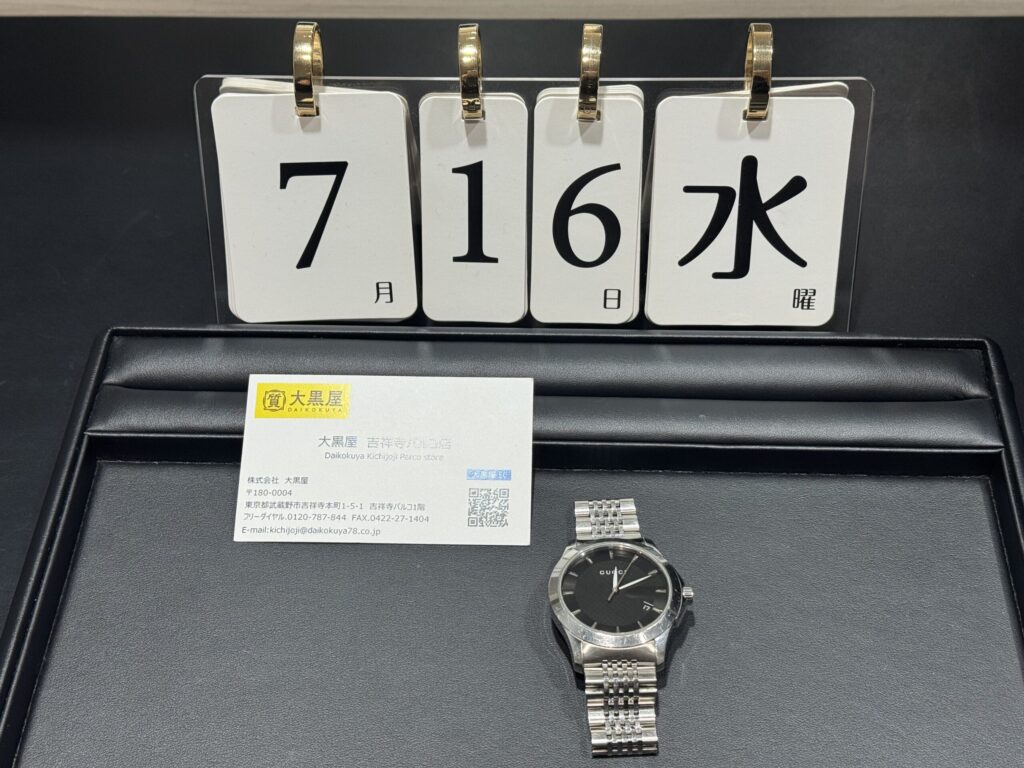 7月
16日
水曜
質 大黒屋
DAIKOKUYA
大黒屋 吉祥寺パルコ店
Daikokuya Kichijoji Parco store
株式会社 大黒屋
〒180-0004
東京都武蔵野市吉祥寺本町1-5-1 吉祥寺パルコ1階
フリーダイヤル.0120-787-844 FAX.0422-27-1404
E-mail:kichijoji@daikokuya78.co.jp
GUCCI
17